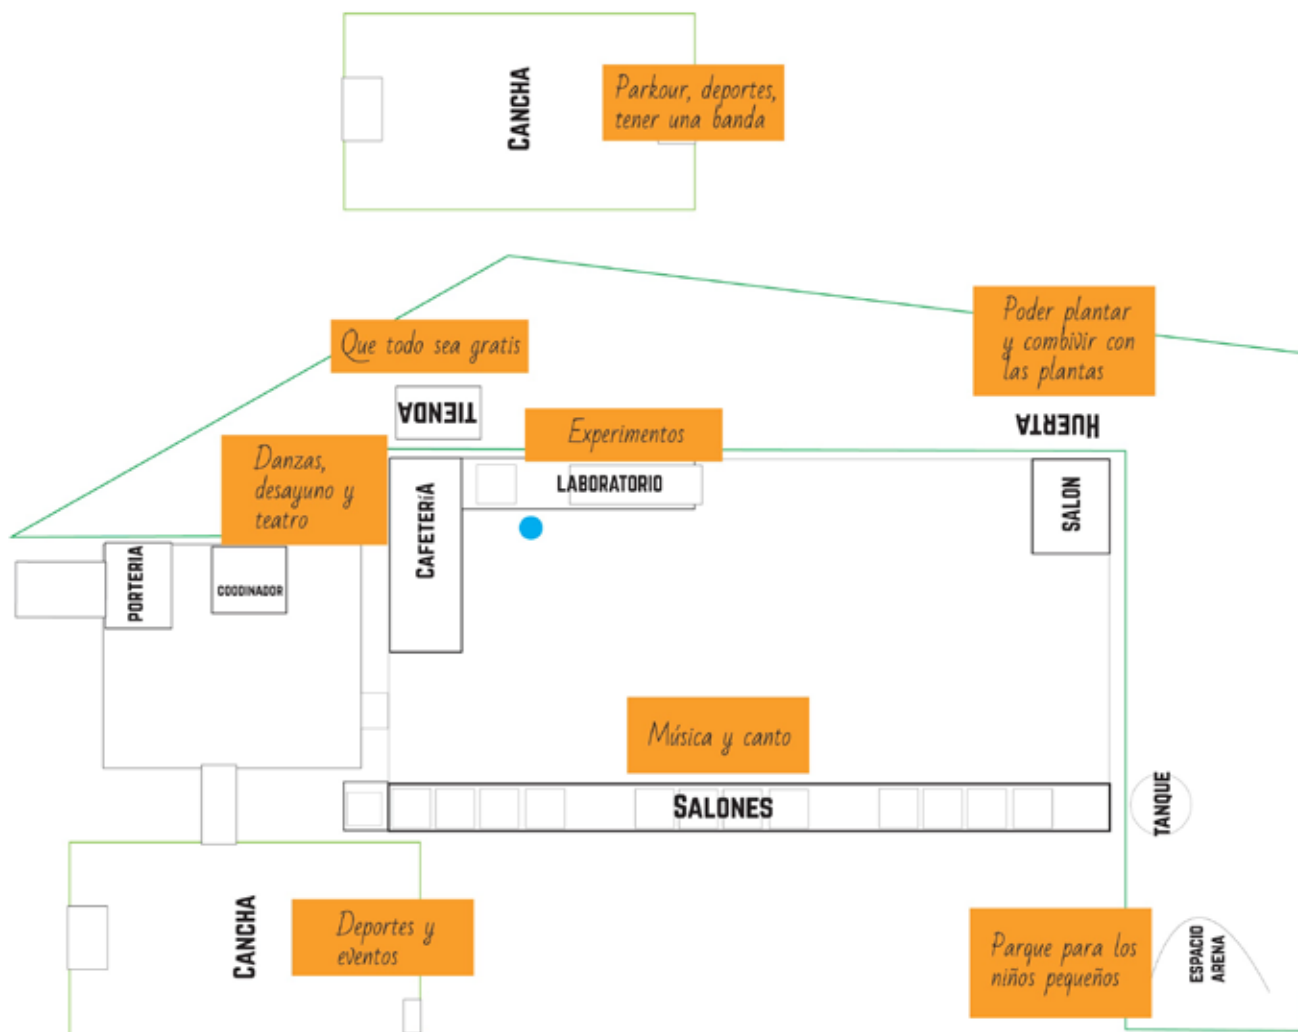 CANCHA
Parkour, deportes,
tener una banda
Que todo sea gratis
Poder plantar
y combivir con
las plantas
TIENDA
HUERTA
Experimentos
Danzas,
desayuno y
teatro
LABORATORIO
CAFETERíA
SALON
PORTERIA
COODINADOR
Música y canto
SALONES
TANQUE
CANCHA
Deportes y
eventos
Parque para los
niños pequeños
ESPACIO
ARENA